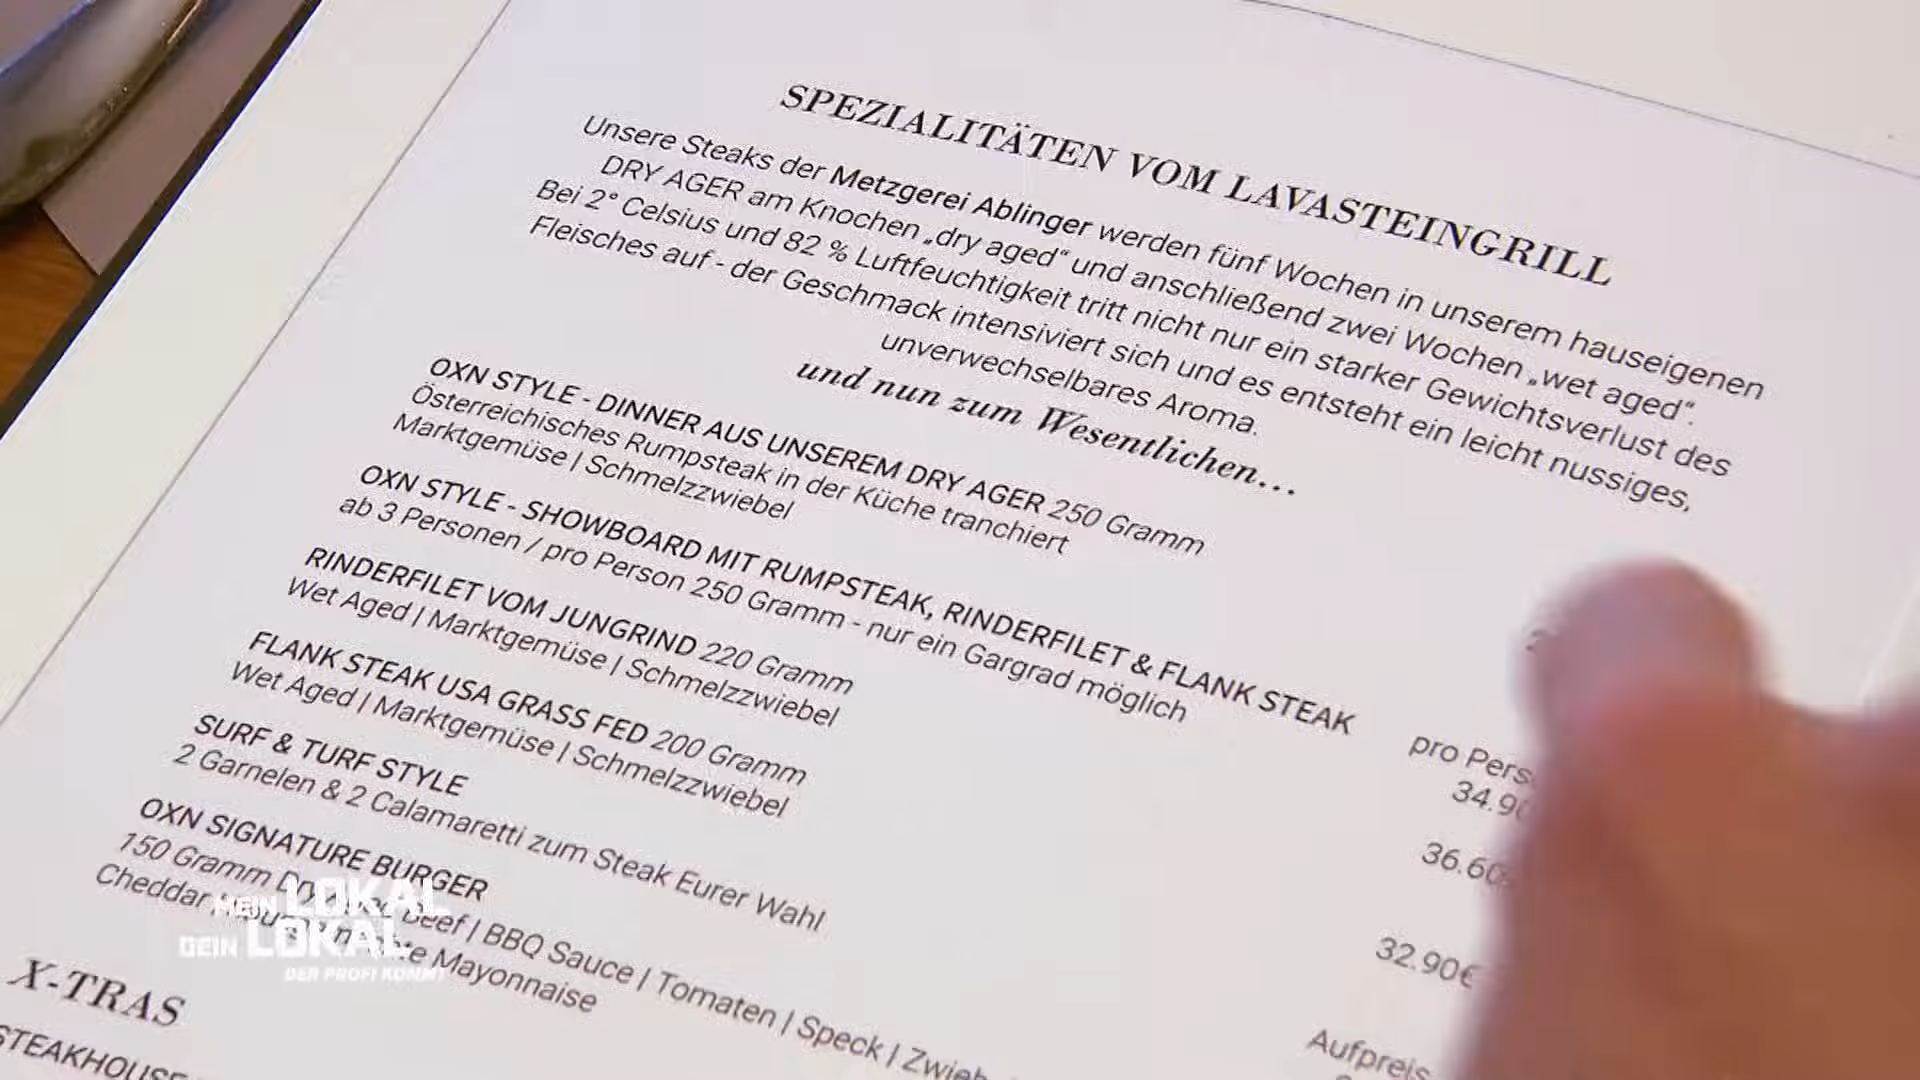 SPEZIALITÄTEN VOM LAVASTEINGRILL
Unsere Steaks der Metzgerei Ablinger werden fünf Wochen in unserem hauseigenen
DRY AGER am Knochen „dry aged“ und anschließend zwei Wochen „wet aged“.
Bei 2° Celsius und 82 % Luftfeuchtigkeit tritt nicht nur ein starker Gewichtsverlust des
Fleisches auf - der Geschmack intensiviert sich und es entsteht ein leicht nussiges,
unverwechselbares Aroma.
und nun zum Wesentlichen...
OXN STYLE - DINNER AUS UNSEREM DRY AGER 250 Gramm
Österreichisches Rumpsteak in der Küche tranchiert
Marktgemüse | Schmelzzwiebel
OXN STYLE - SHOWBOARD MIT RUMPSTEAK, RINDERFILET & FLANK STEAK
ab 3 Personen / pro Person 250 Gramm - nur ein Gargrad möglich
pro Pers
34.90
RINDERFILET VOM JUNGRIND 220 Gramm
Wet Aged | Marktgemüse | Schmelzzwiebel
36.60
FLANK STEAK USA GRASS FED 200 Gramm
Wet Aged | Marktgemüse | Schmelzzwiebel
32.90€
SURF & TURF STYLE
2 Garnelen & 2 Calamaretti zum Steak Eurer Wahl
Aufpreis
OXN SIGNATURE BURGER
150 Gramm Dry Beef | BBQ Sauce | Tomaten | Speck | Zwieb
Cheddar Mayonnaise
X-TRAS
STEAKHOUSE
MEIN LOKAL
DEIN LOKAL
DER PROFI KOMMT